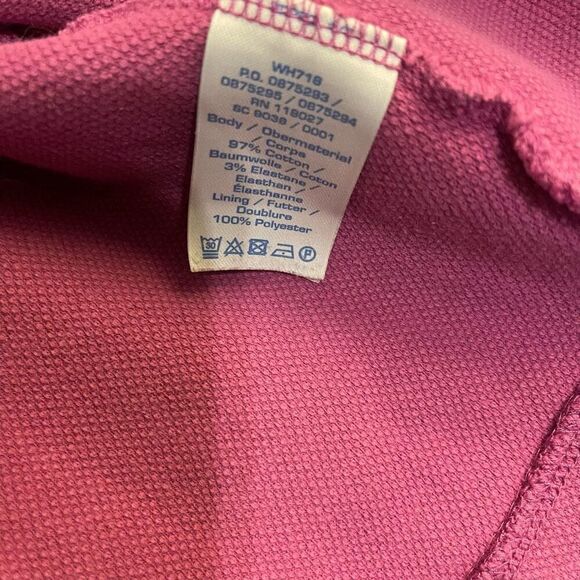 WH718
P.O. 0875293 /
0875295 / 0875294
RN 118027
SC 9038 / 0001
Body / Obermaterial
/ Corps
97% Cotton /
Baumwolle / Coton
3% Elastane /
Elasthan /
Élasthanne
Lining / Futter /
Doublure
100% Polyester
30 P